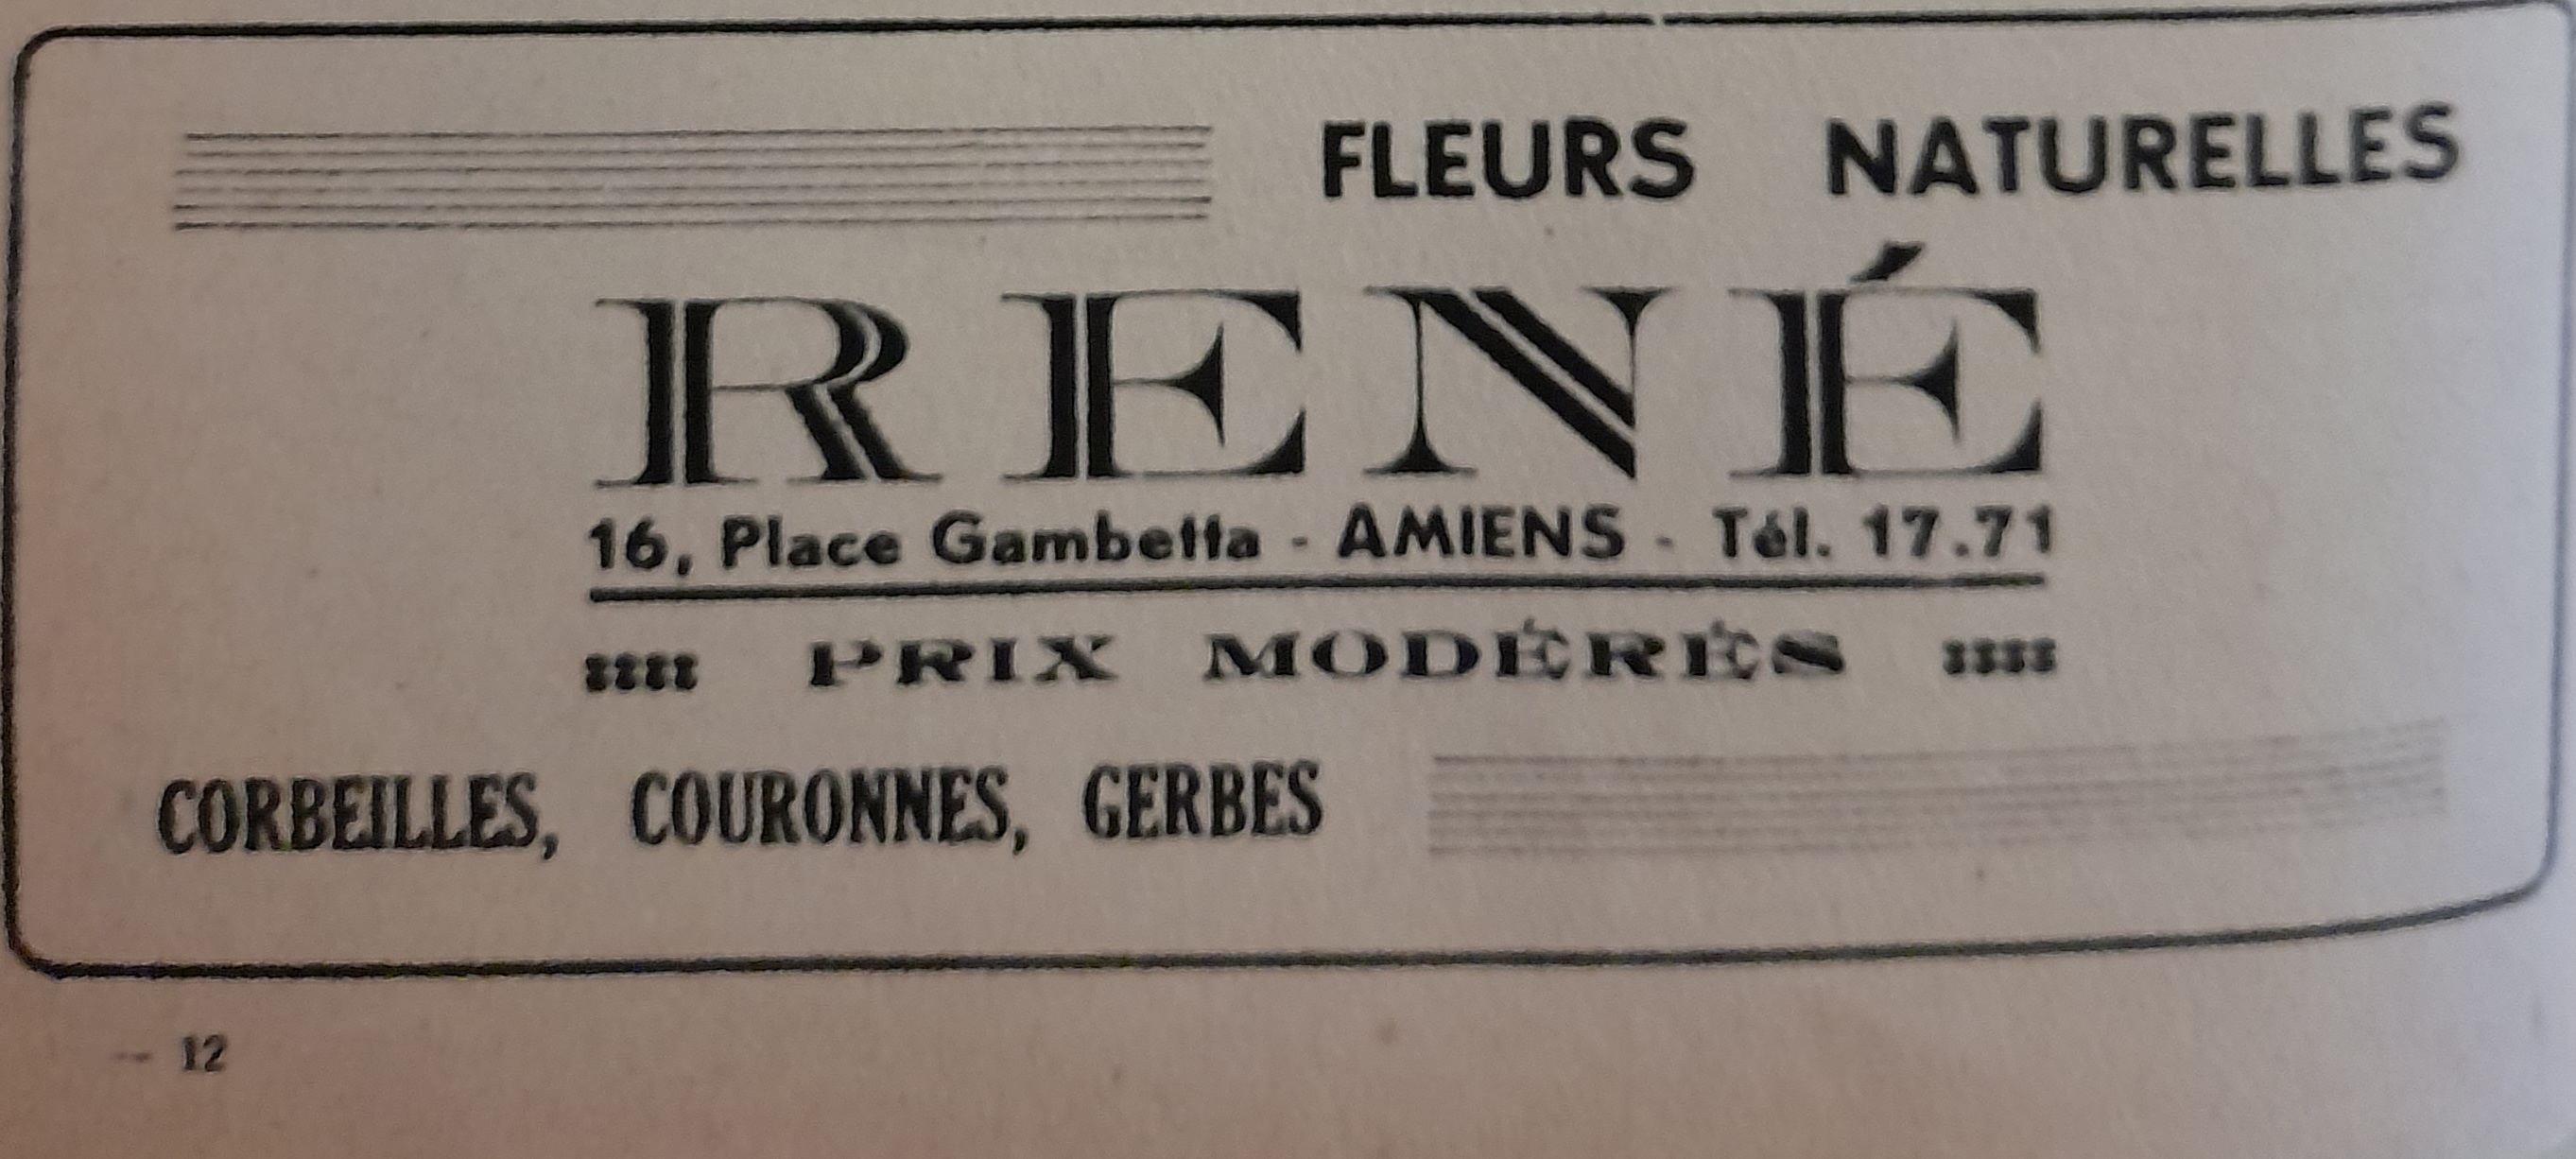 FLEURS NATURELLES
RENÉ
16, Place Gambetta - AMIENS - Tél. 17.71
PRIX MODÉRÉS
CORBEILLES, COURONNES, GERBES
— 12